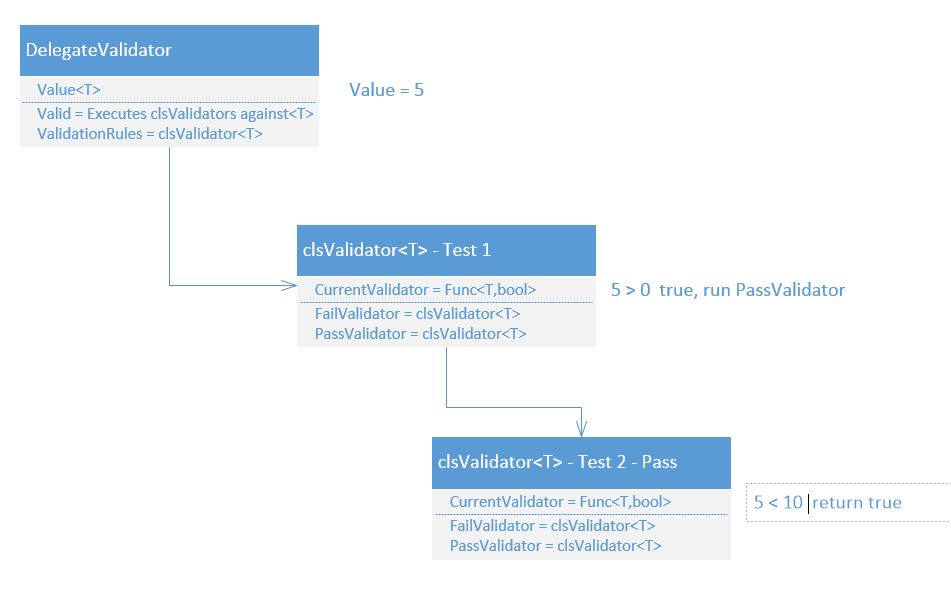 DelegateValidator
Value<T>
Valid = Executes clsValidators against<T>
ValidationRules = clsValidator<T>
Value = 5
clsValidator<T> - Test 1
CurrentValidator = Func<T,bool>
FailValidator = clsValidator<T>
PassValidator = clsValidator<T>
5 > 0 true, run PassValidator
clsValidator<T> - Test 2 - Pass
CurrentValidator = Func<T,bool>
FailValidator = clsValidator<T>
PassValidator = clsValidator<T>
5 < 10 return true